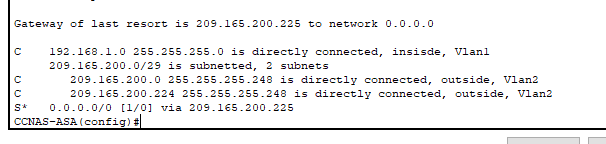 Gateway of last resort is 209.165.200.225 to network 0.0.0.0
C    192.168.1.0 255.255.255.0 is directly connected, insisde, Vlan1
     209.165.200.0/29 is subnetted, 2 subnets
C       209.165.200.0 255.255.255.248 is directly connected, outside, Vlan2
C       209.165.200.224 255.255.255.248 is directly connected, outside, Vlan2
S*   0.0.0.0/0 [1/0] via 209.165.200.225
CCNAS-ASA(config)#